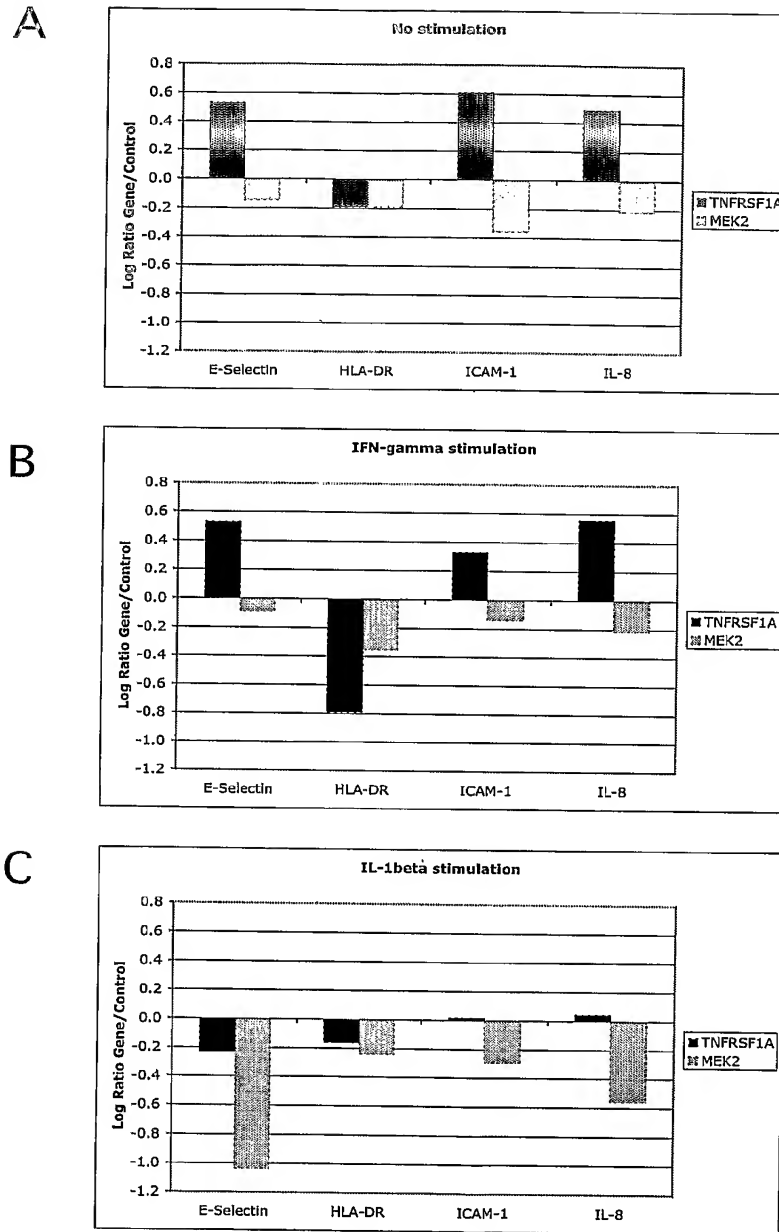 A
No stimulation
Log Ratio Gene/Control
0.8
0.6
0.4
0.2
0.0
-0.2
-0.4
-0.6
-0.8
-1.0
-1.2
E-Selectin HLA-DR ICAM-1 IL-8
TNFRSF1A
MEK2
B
IFN-gamma stimulation
Log Ratio Gene/Control
0.8
0.6
0.4
0.2
0.0
-0.2
-0.4
-0.6
-0.8
-1.0
-1.2
E-Selectin HLA-DR ICAM-1 IL-8
TNFRSF1A
MEK2
C
IL-1beta stimulation
Log Ratio Gene/Control
0.8
0.6
0.4
0.2
0.0
-0.2
-0.4
-0.6
-0.8
-1.0
-1.2
E-Selectin HLA-DR ICAM-1 IL-8
TNFRSF1A
MEK2